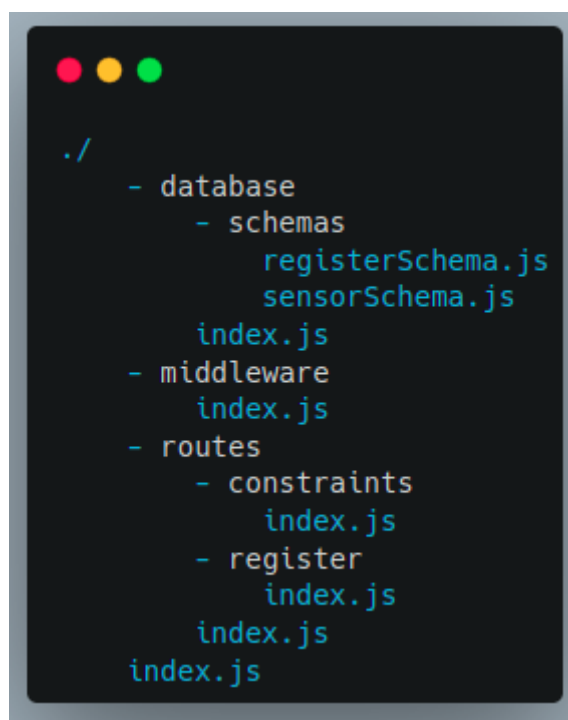 ./
- database
- schemas
registerSchema.js
sensorSchema.js
index.js
- middleware
index.js
- routes
- constraints
index.js
- register
index.js
index.js
index.js